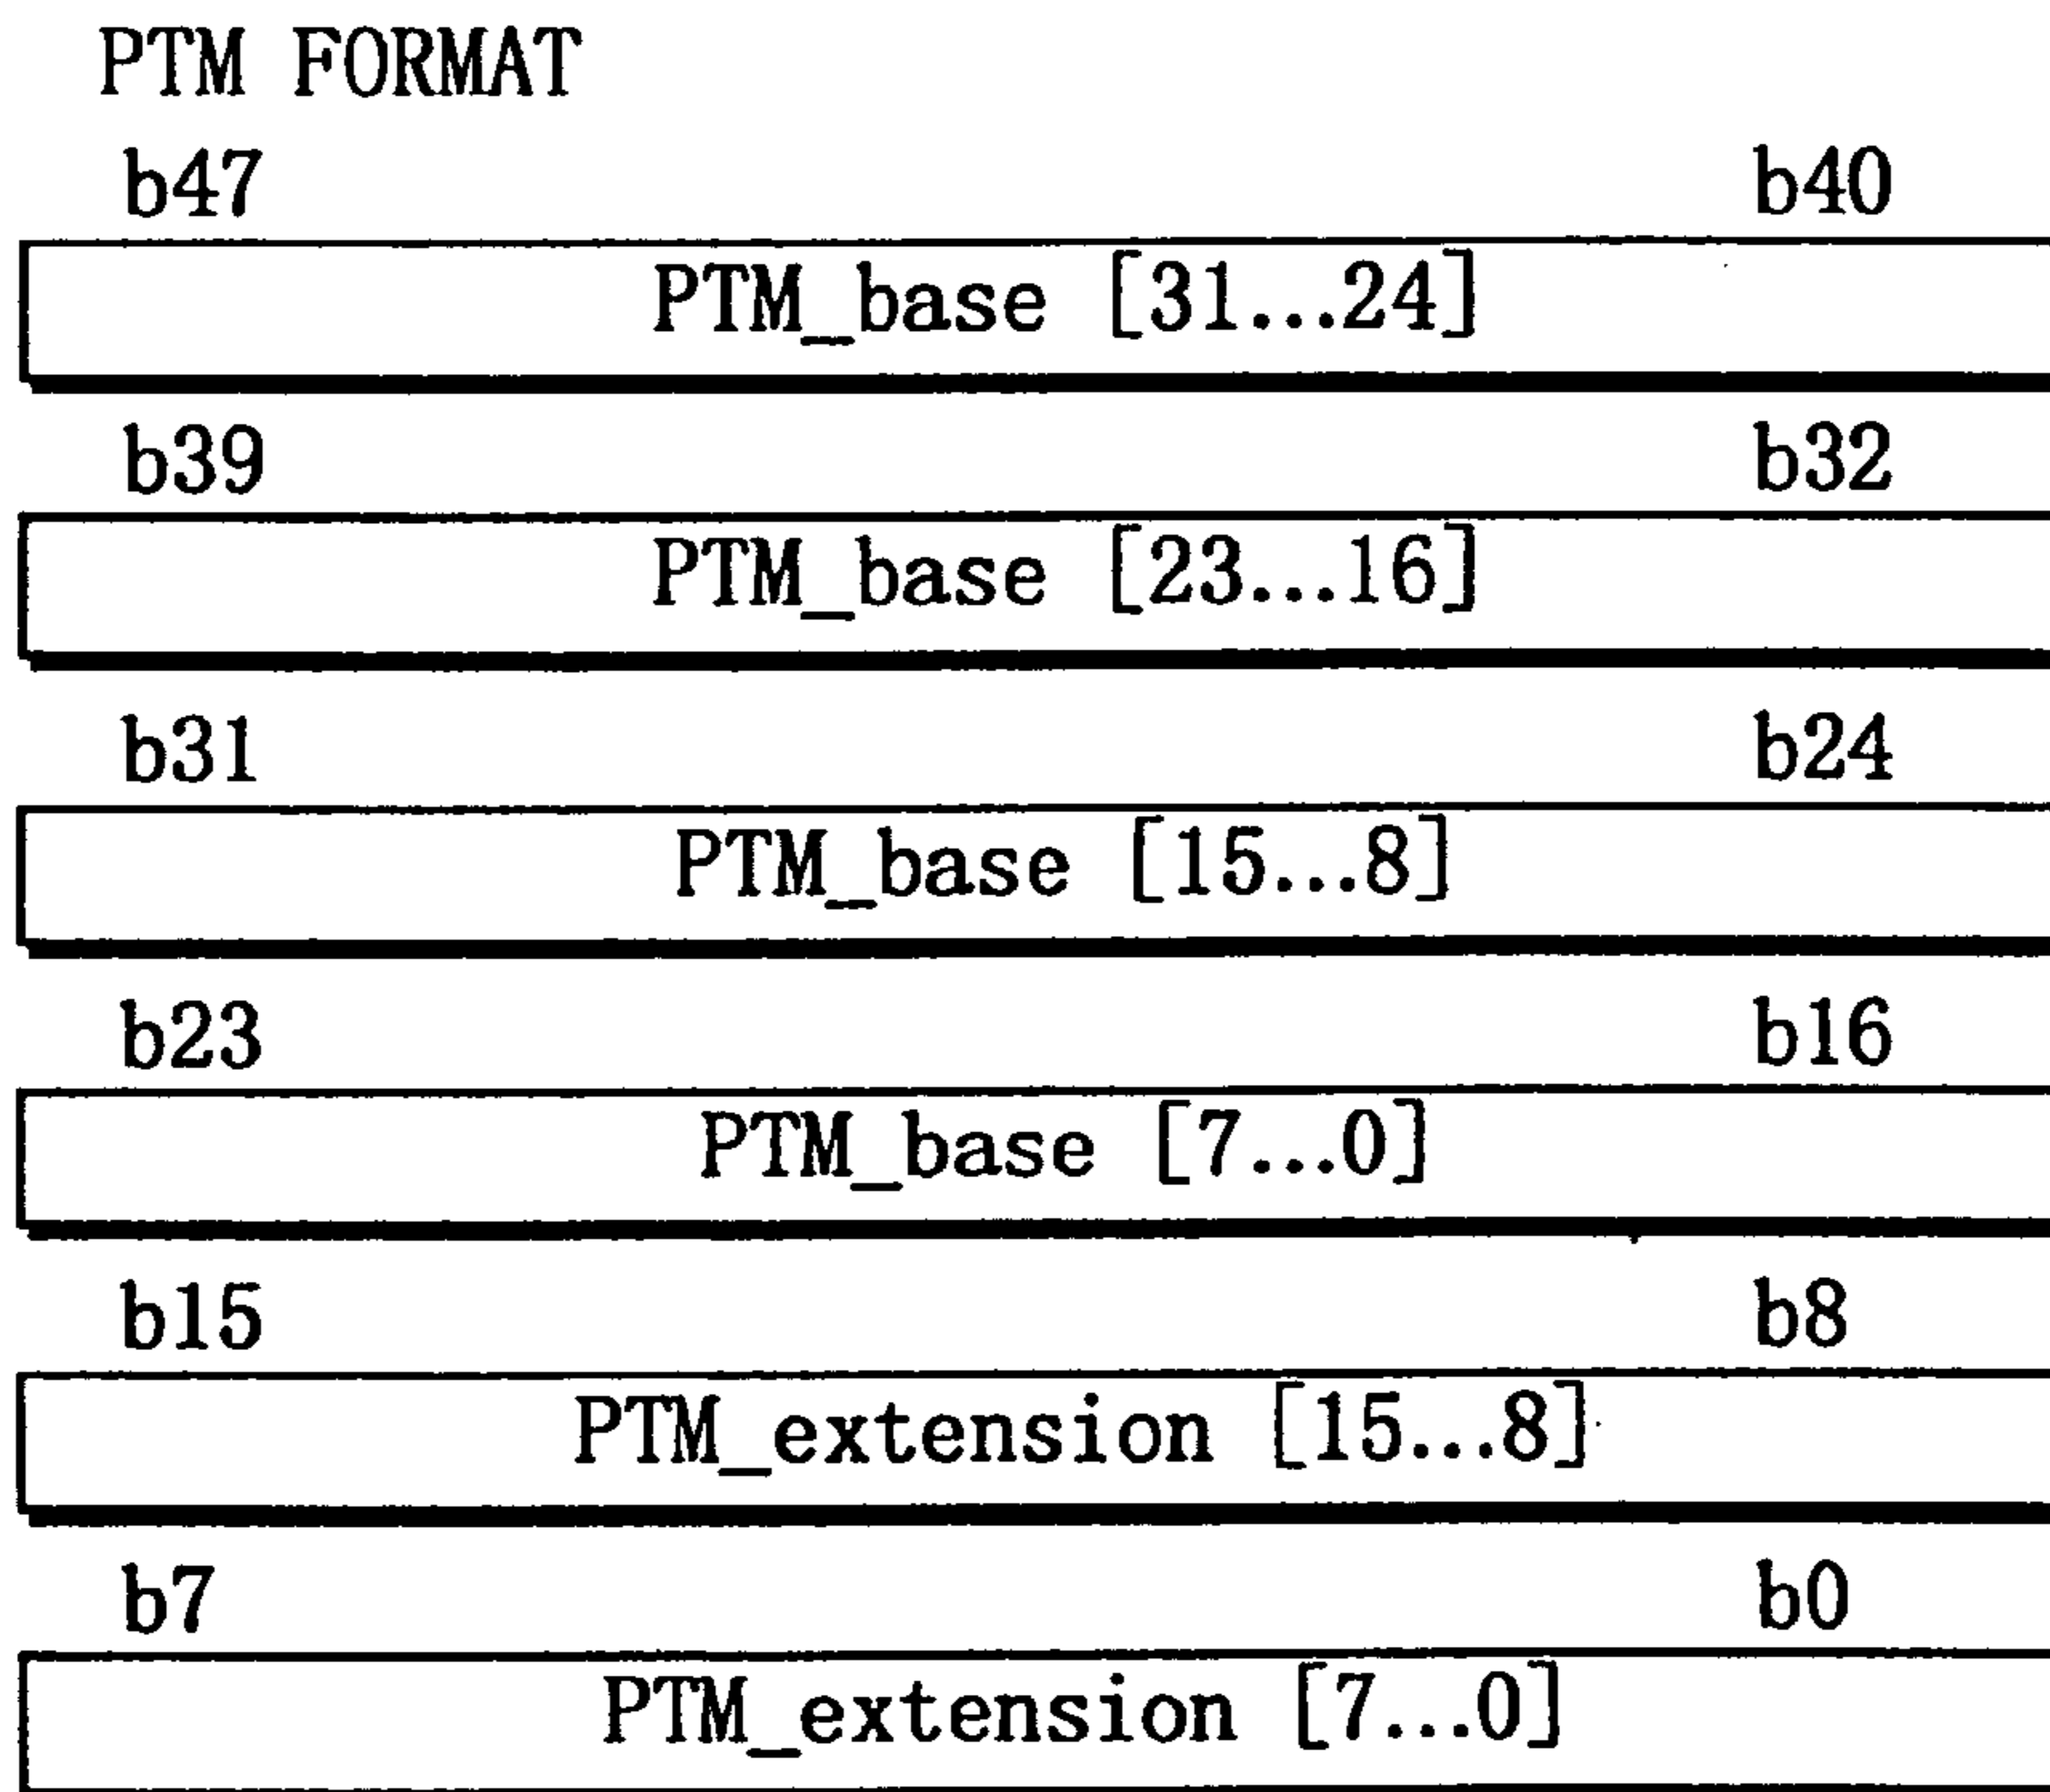 PTM FORMAT
b47 b40
PTM_base [31...24]
b39 b32
PTM_base [23...16]
b31 b24
PTM_base [15...8]
b23 b16
PTM_base [7...0]
b15 b8
PTM_extension [15...8]
b7 b0
PTM_extension [7...0]